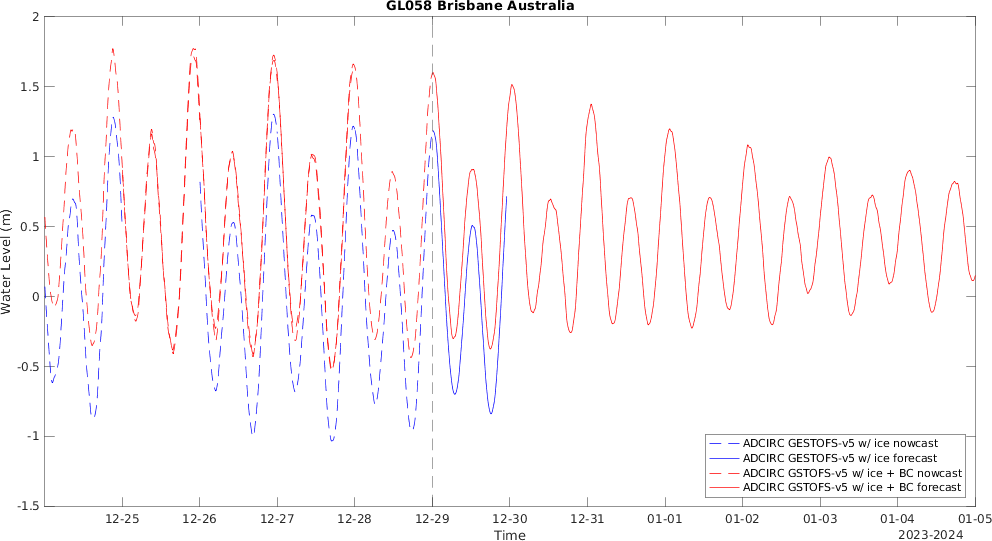 GL058 Brisbane Australia
2
1.5
1
0.5
0
-0.5
-1
-1.5
Water Level (m)
ADCIRC GESTOFS-v5 w/ ice nowcast
ADCIRC GESTOFS-v5 w/ ice forecast
ADCIRC GSTOFS-v5 w/ ice + BC nowcast
ADCIRC GSTOFS-v5 w/ ice + BC forecast
12-25 12-26 12-27 12-28 12-29 12-30 12-31 01-01 01-02 01-03 01-04 01-05
Time
2023-2024